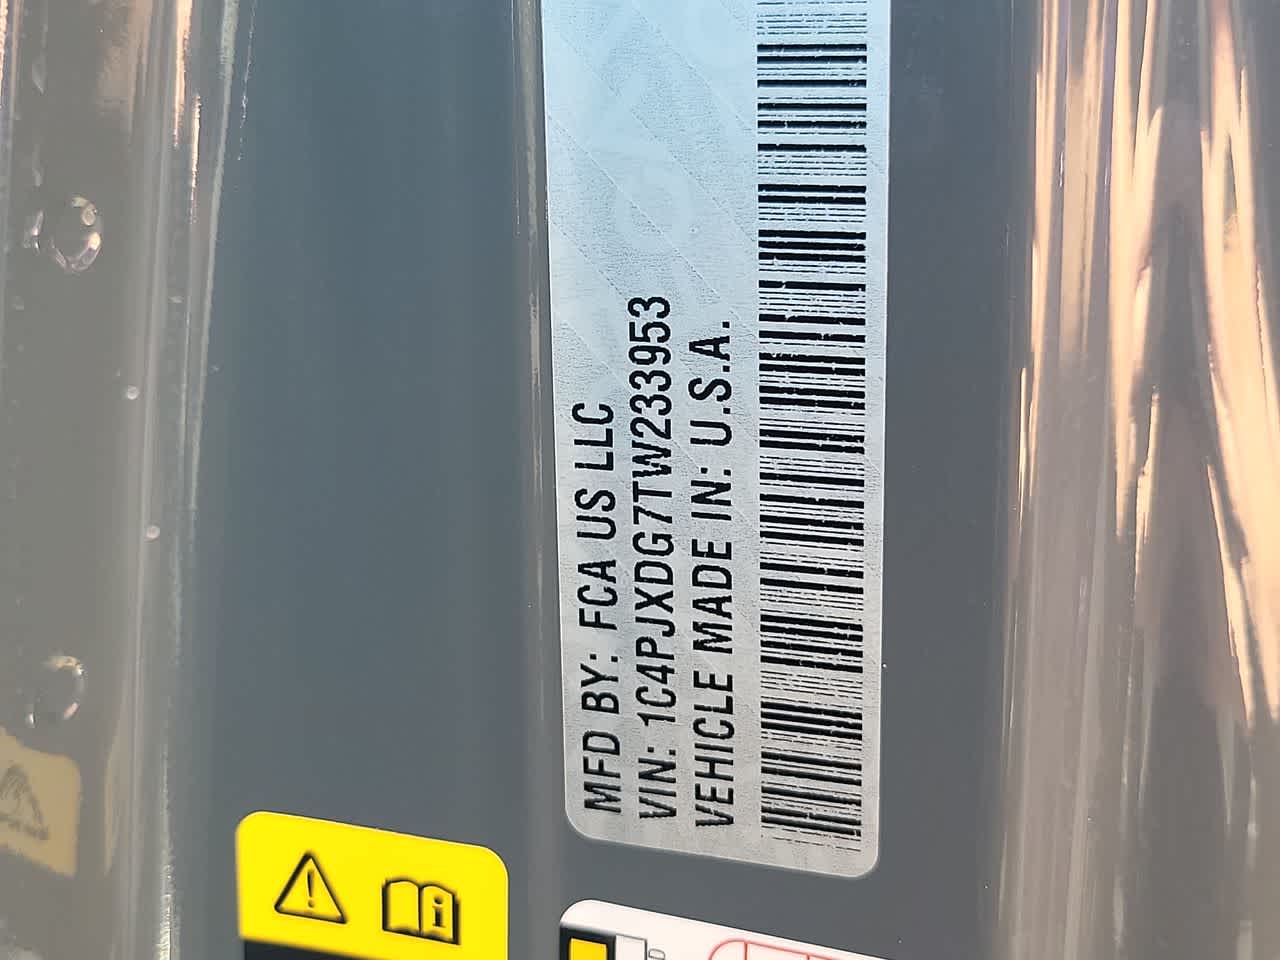 MFD BY: FCA US LLC
VIN: 1C4PJXDG7TW233953
VEHICLE MADE IN: U.S.A.